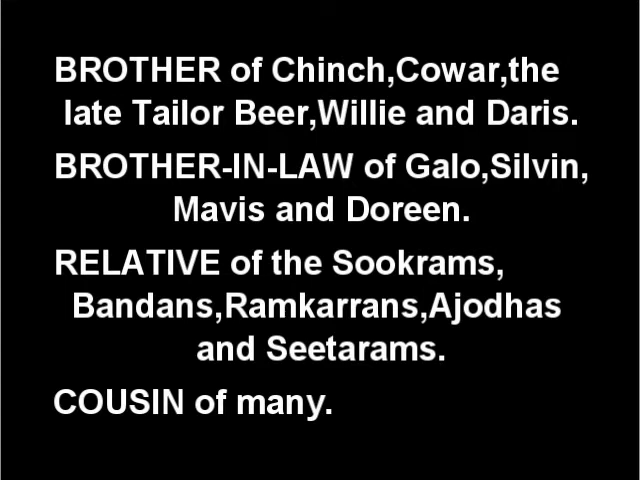 BROTHER of Chinch,Cowar,the
late Tailor Beer,Willie and Daris.
BROTHER-IN-LAW of Galo,Silvin,
Mavis and Doreen.
RELATIVE of the Sookrams,
Bandans,Ramkarrans,Ajodhas
and Seetarams.
COUSIN of many.